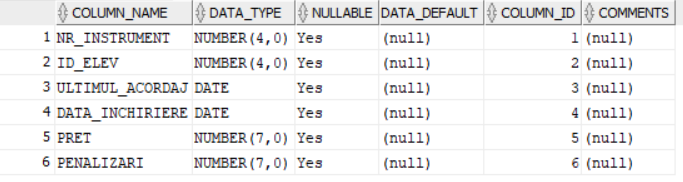 COLUMN_NAME DATA_TYPE NULLABLE DATA_DEFAULT COLUMN_ID COMMENTS
1 NR_INSTRUMENT NUMBER(4,0) Yes (null) 1 (null)
2 ID_ELEV NUMBER(4,0) Yes (null) 2 (null)
3 ULTIMUL_ACORDAJ DATE Yes (null) 3 (null)
4 DATA_INCHIRIERE DATE Yes (null) 4 (null)
5 PRET NUMBER(7,0) Yes (null) 5 (null)
6 PENALIZARI NUMBER(7,0) Yes (null) 6 (null)